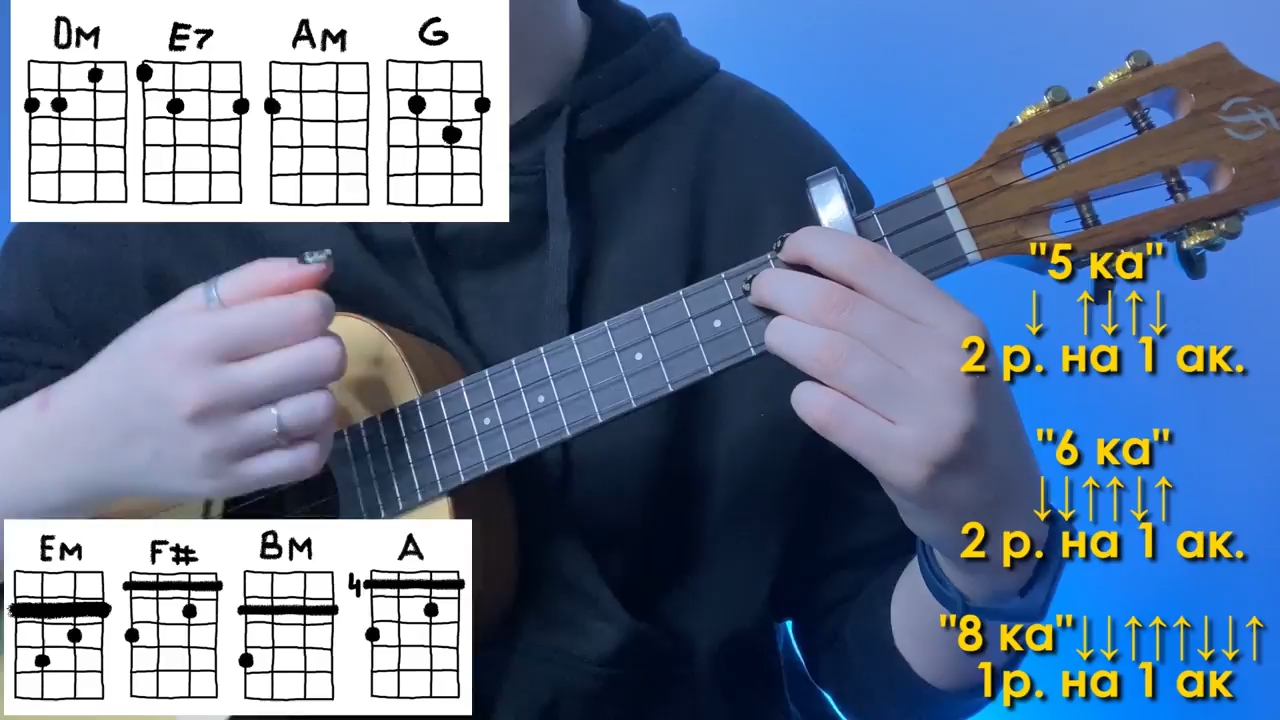 Dm E7 Am G
"5 ка"
↓ ↑↓↑↓
2 р. на 1 ак.
"6 ка"
↓↓↑↑↓↑
2 р. на 1 ак.
Em F# Bm A
4
"8 ка"↓↓↑↑↑↓↓↑
1р. на 1 ак